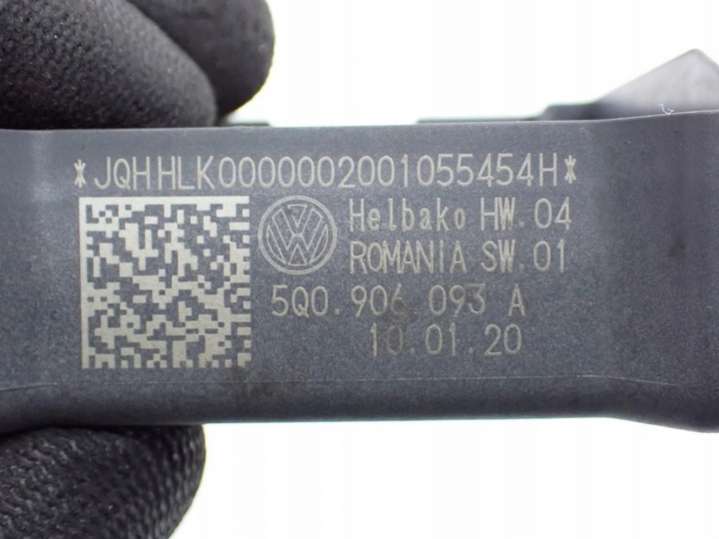 *JQHHLK0000002001055454H*
Helbako HW.04
ROMANIA SW.01
5Q0.906.093 A
10.01.20